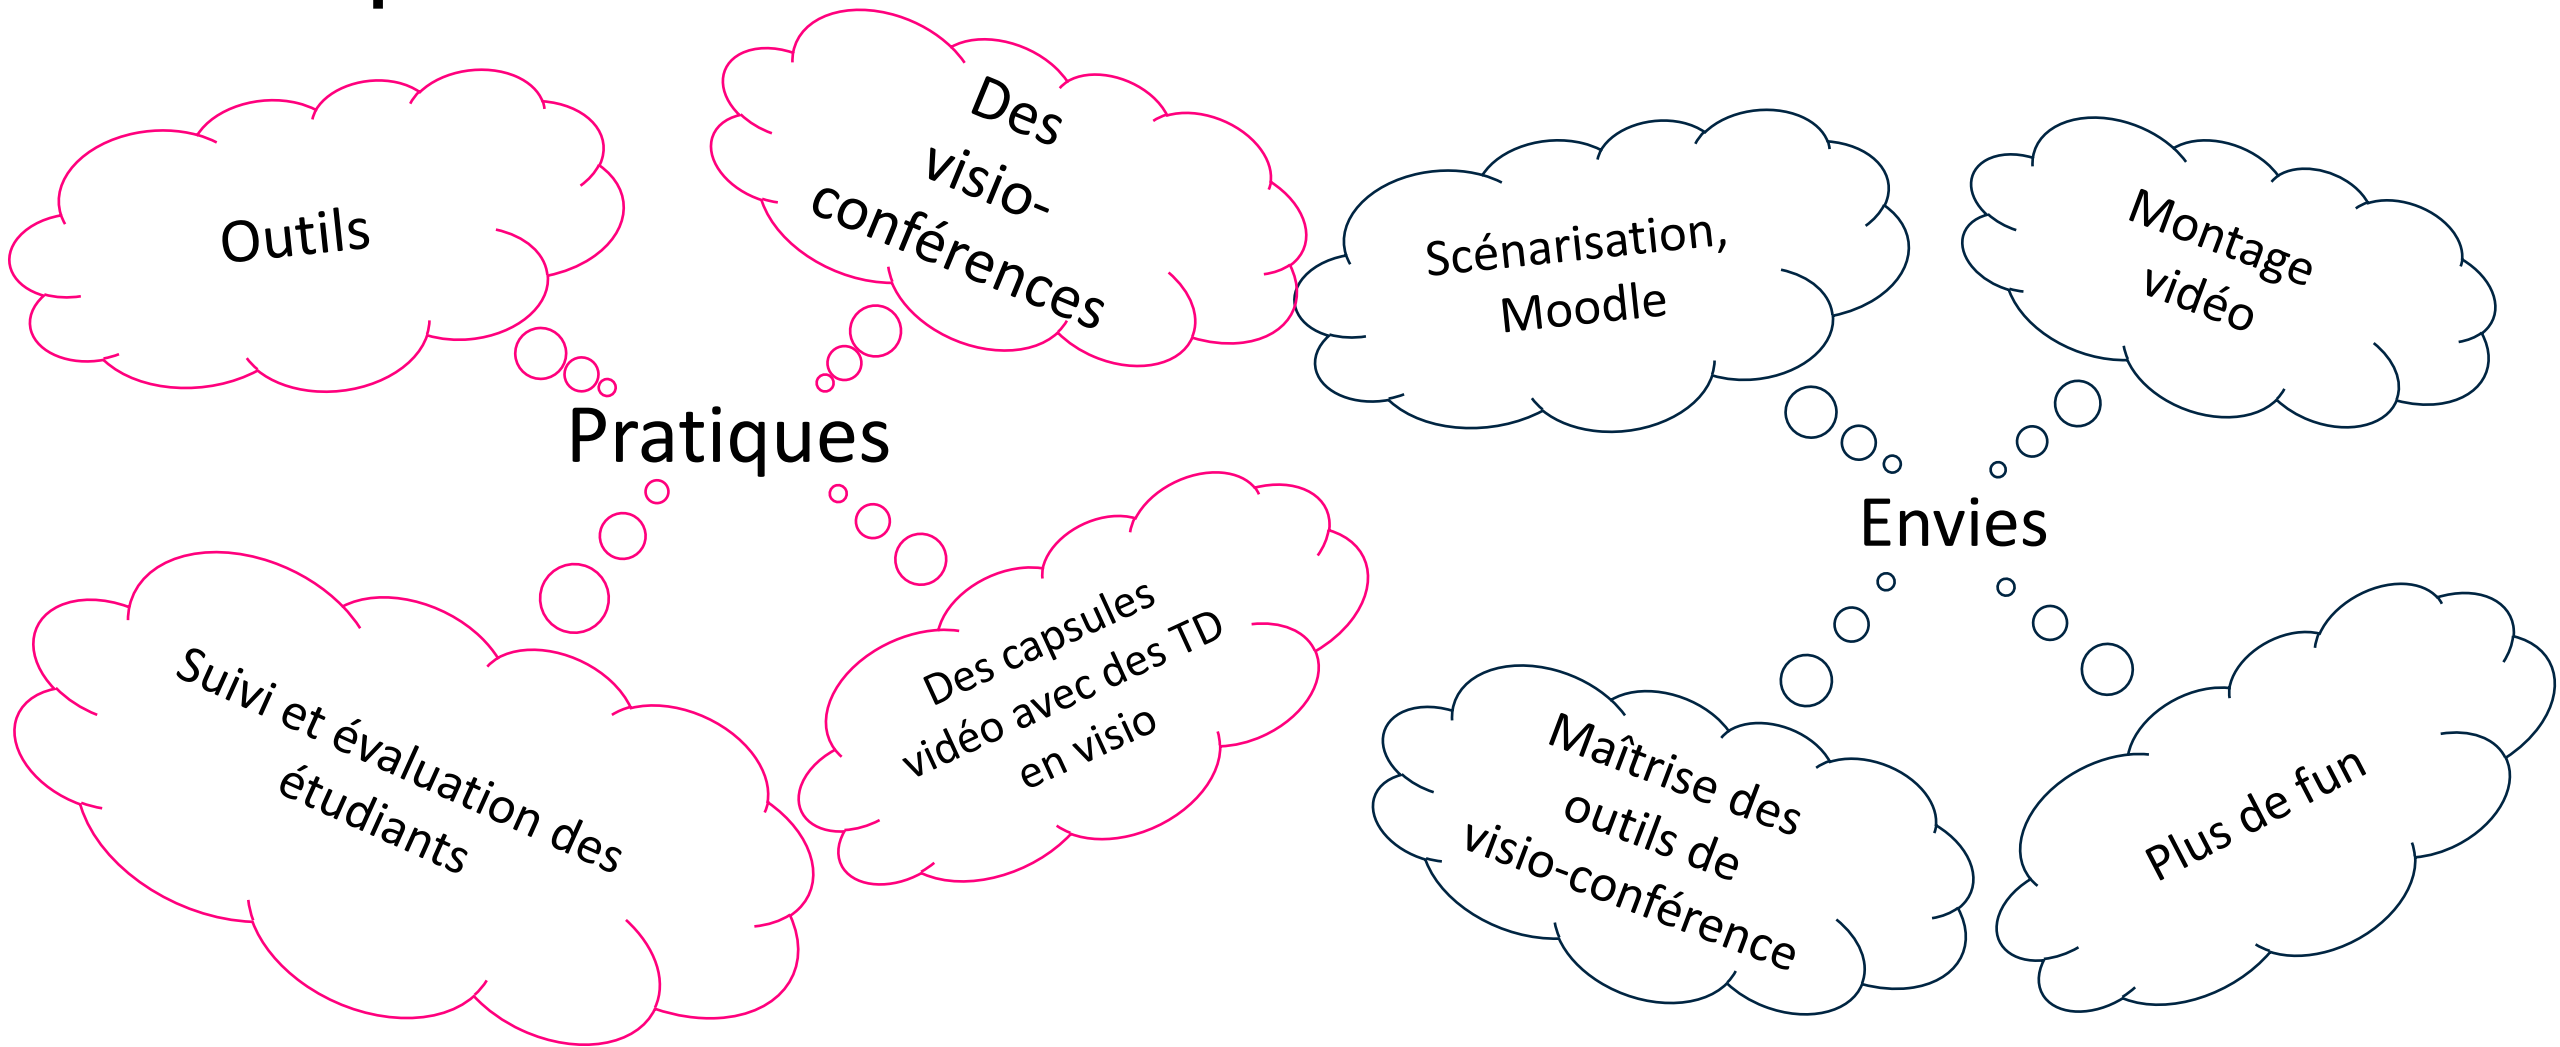 Outils
Des
visio-
conférences
Pratiques
Suivi et évaluation des
étudiants
Des capsules
vidéo avec des TD
en visio
Scénarisation,
Moodle
Montage
vidéo
Envies
Maîtrise des
outils de
visio-conférence
Plus de fun